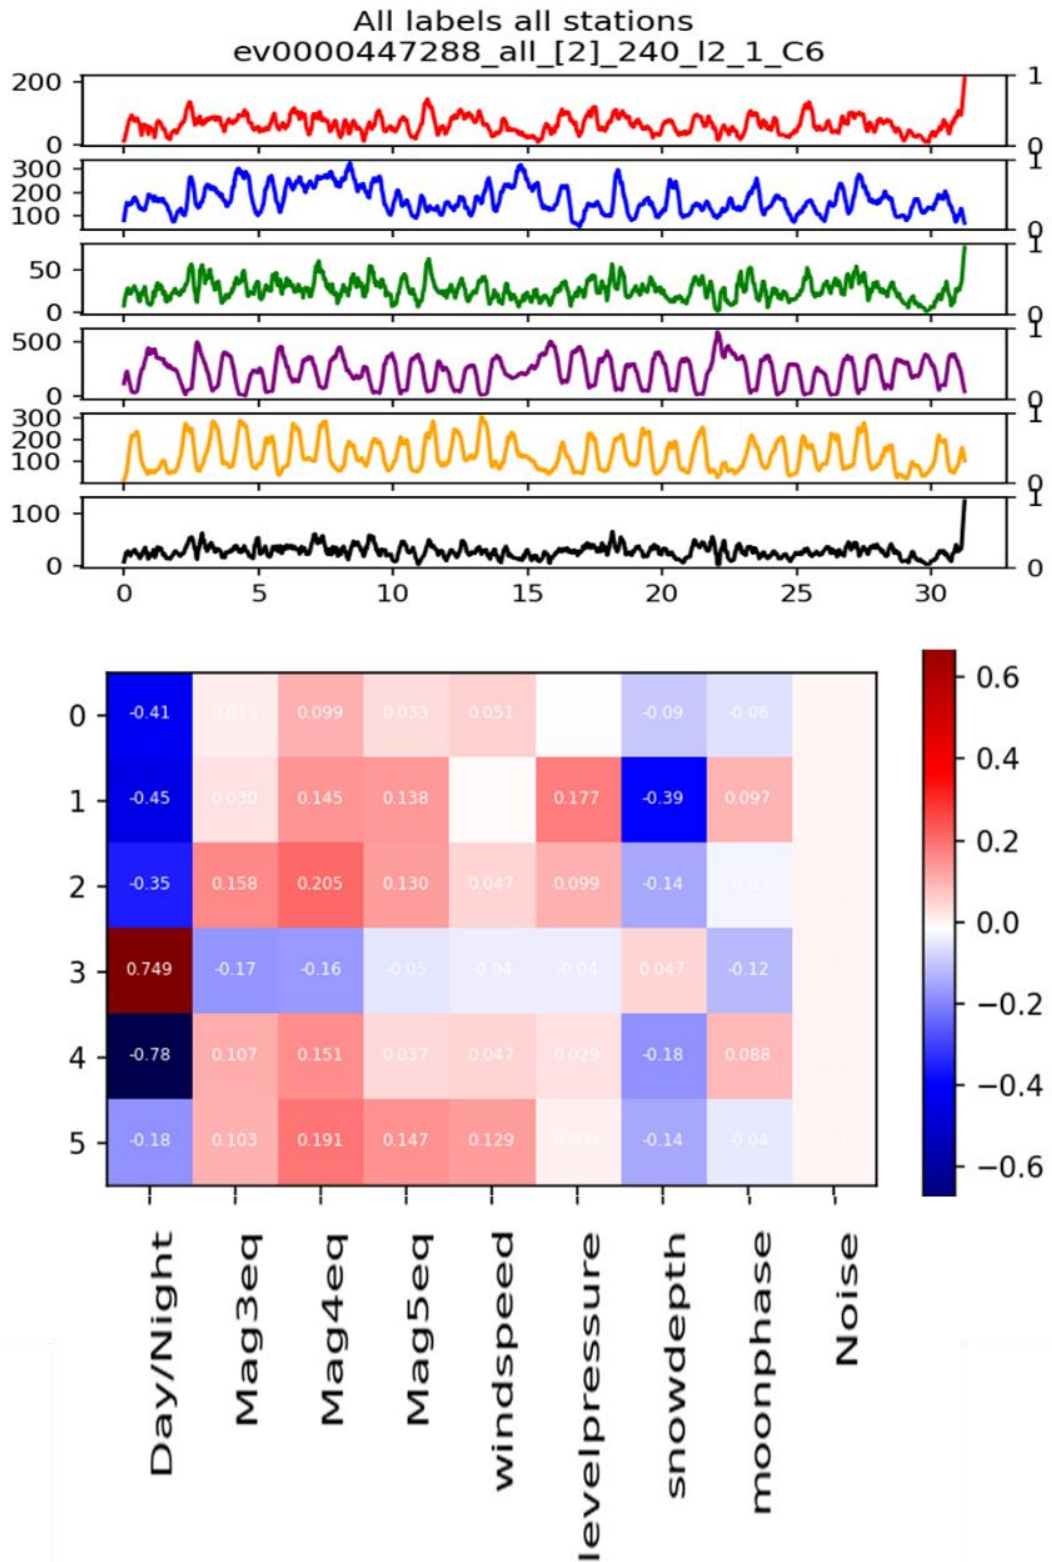 All labels all stations
ev0000447288_all_[2]_240_l2_1_C6
200
0
1
0
300
200
100
1
0
50
0
1
0
500
0
1
0
300
200
100
1
0
100
0
1
0
0 5 10 15 20 25 30
0 -0.41 0.013 0.099 0.033 0.051 -0.09 -0.06
1 -0.45 0.030 0.145 0.138 0.177 -0.39 0.097
2 -0.35 0.158 0.205 0.130 0.047 0.099 -0.14
3 0.749 -0.17 -0.16 -0.05 -0.04 -0.04 0.047 -0.12
4 -0.78 0.107 0.151 0.037 0.047 0.029 -0.18 0.088
5 -0.18 0.103 0.191 0.147 0.129 -0.14 -0.04
0.6
0.4
0.2
0.0
−0.2
−0.4
−0.6
Day/Night
Mag3eq
Mag4eq
Mag5eq
windspeed
levelpressure
snowdepth
moonphase
Noise